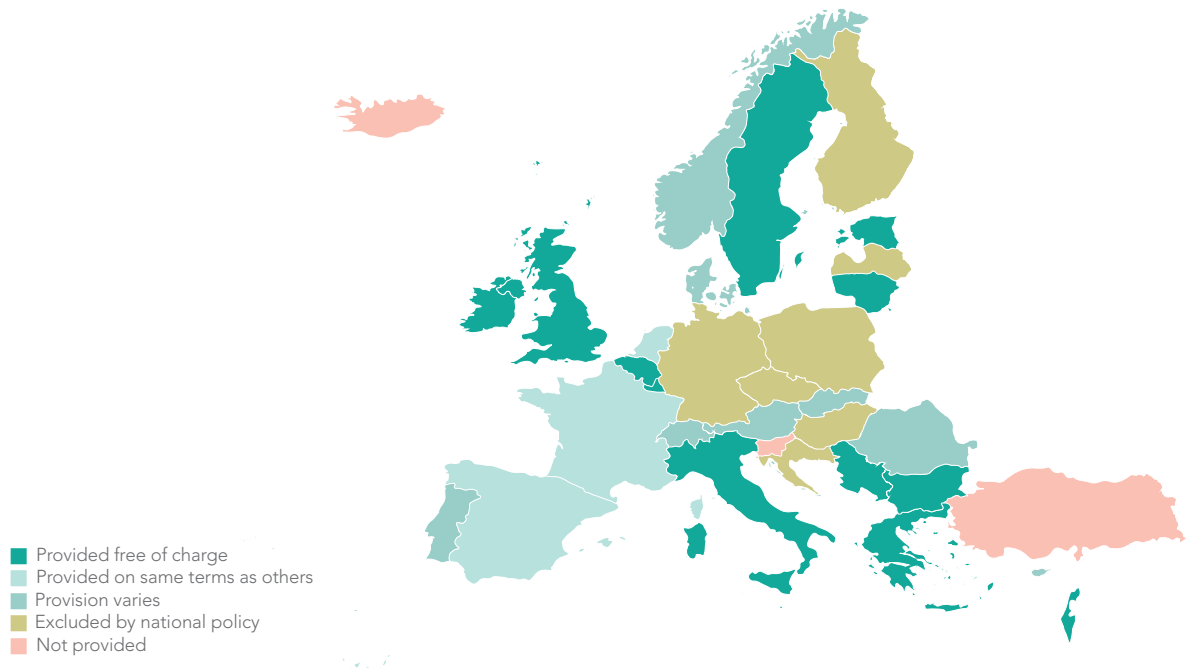 Provided free of charge
Provided on same terms as others
Provision varies
Excluded by national policy
Not provided